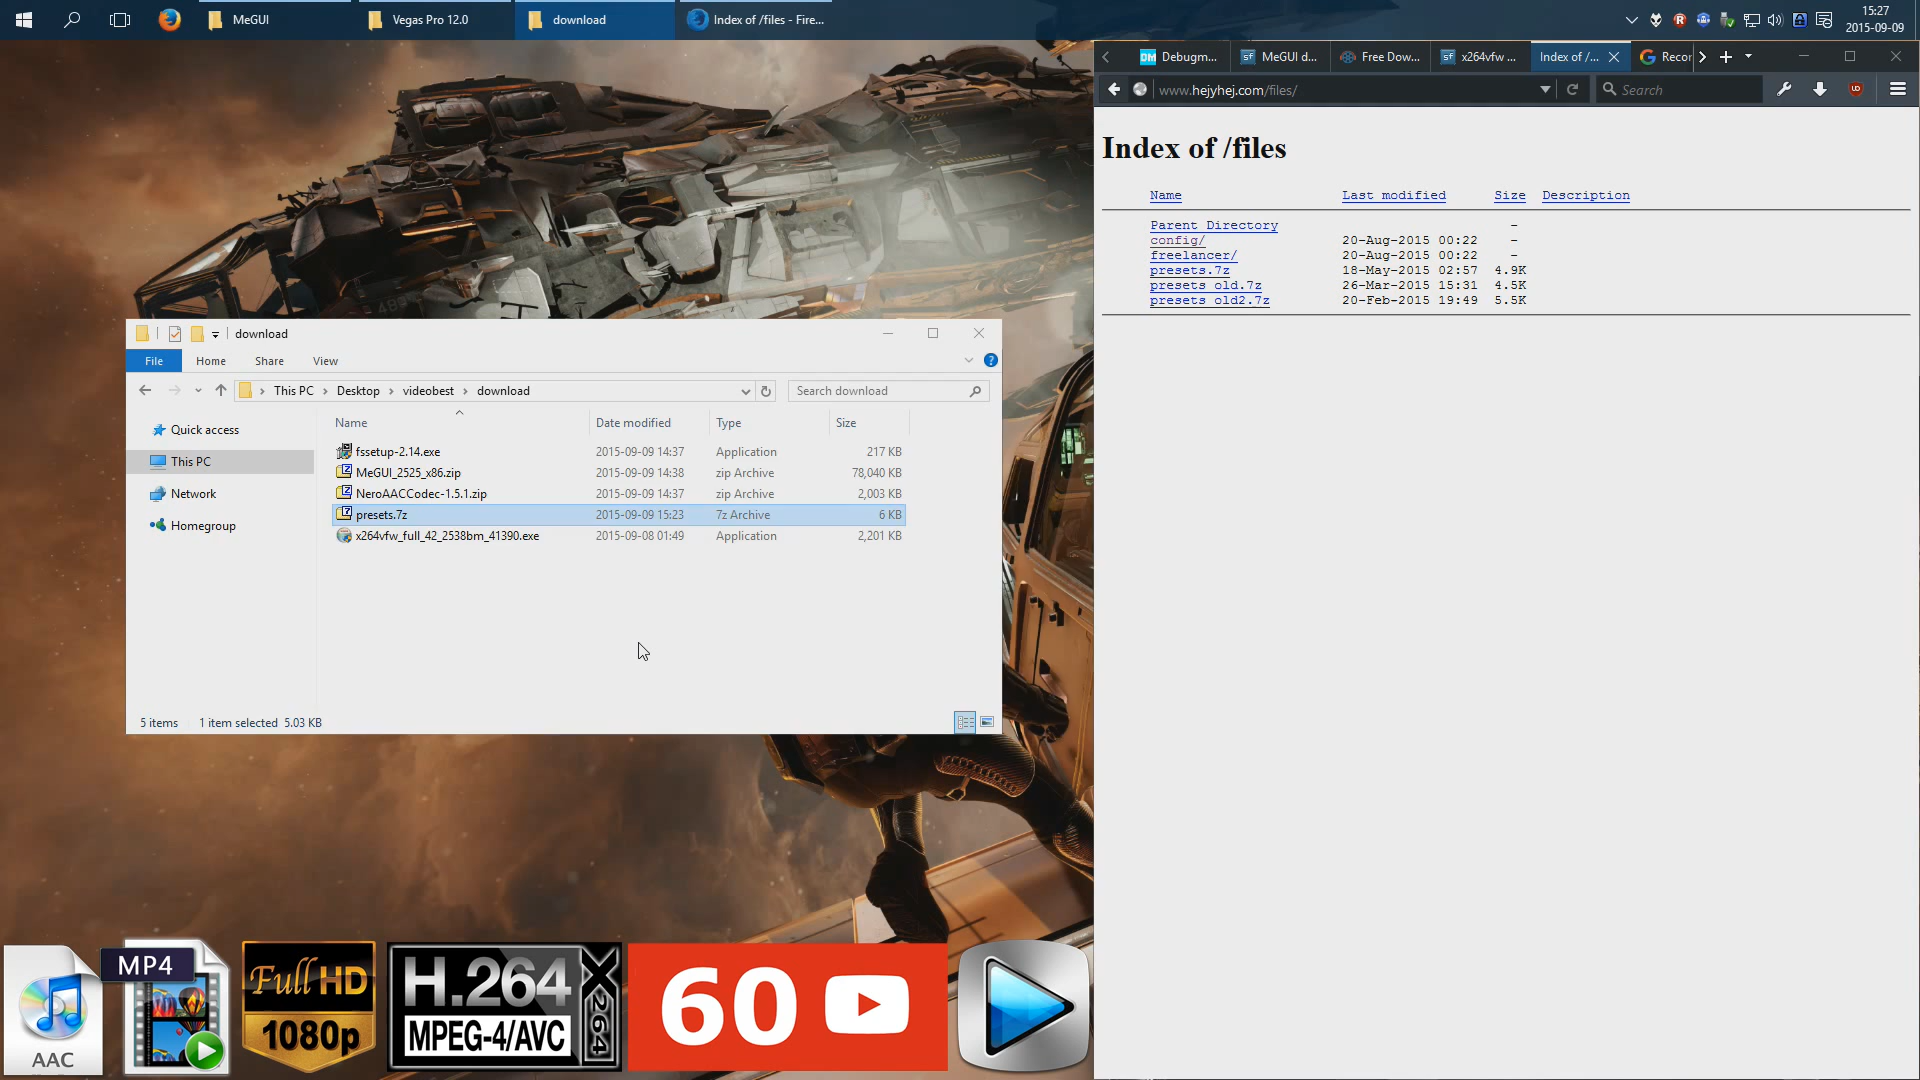 MeGUI
Vegas Pro 12.0
download
Index of /files - Fire...
15:27
2015-09-09
Debugm...
MeGUI d...
Free Dow...
x264vfw ...
Index of /...
Recor
www.hejyhej.com/files/
Search
Index of /files
Name Last modified Size Description
Parent Directory -
config/ 20-Aug-2015 00:22 -
freelancer/ 20-Aug-2015 00:22 -
presets.7z 18-May-2015 02:57 4.9K
presets old.7z 26-Mar-2015 15:31 4.5K
presets old2.7z 20-Feb-2015 19:49 5.5K
download
File Home Share View
This PC Desktop videobest download
Search download
Quick access
This PC
Network
Homegroup
Name Date modified Type Size
fssetup-2.14.exe 2015-09-09 14:37 Application 217 KB
MeGUI_2525_x86.zip 2015-09-09 14:38 zip Archive 78,040 KB
NeroAACCodec-1.5.1.zip 2015-09-09 14:37 zip Archive 2,003 KB
presets.7z 2015-09-09 15:23 7z Archive 6 KB
x264vfw_full_42_2538bm_41390.exe 2015-09-08 01:49 Application 2,201 KB
5 items 1 item selected 5.03 KB
AAC
MP4
Full HD
1080p
H.264
MPEG-4/AVC
X264
60